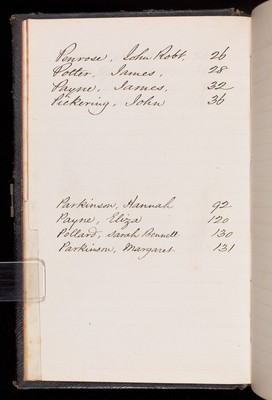 Penrose, John Robt. 26
Potter, James, 28
Payne, James, 32
Pickering, John 36
Parkinson, Hannah 92
Payne, Eliza 120
Pollard, Sarah Bennett 130
Parkinson, Margaret 131